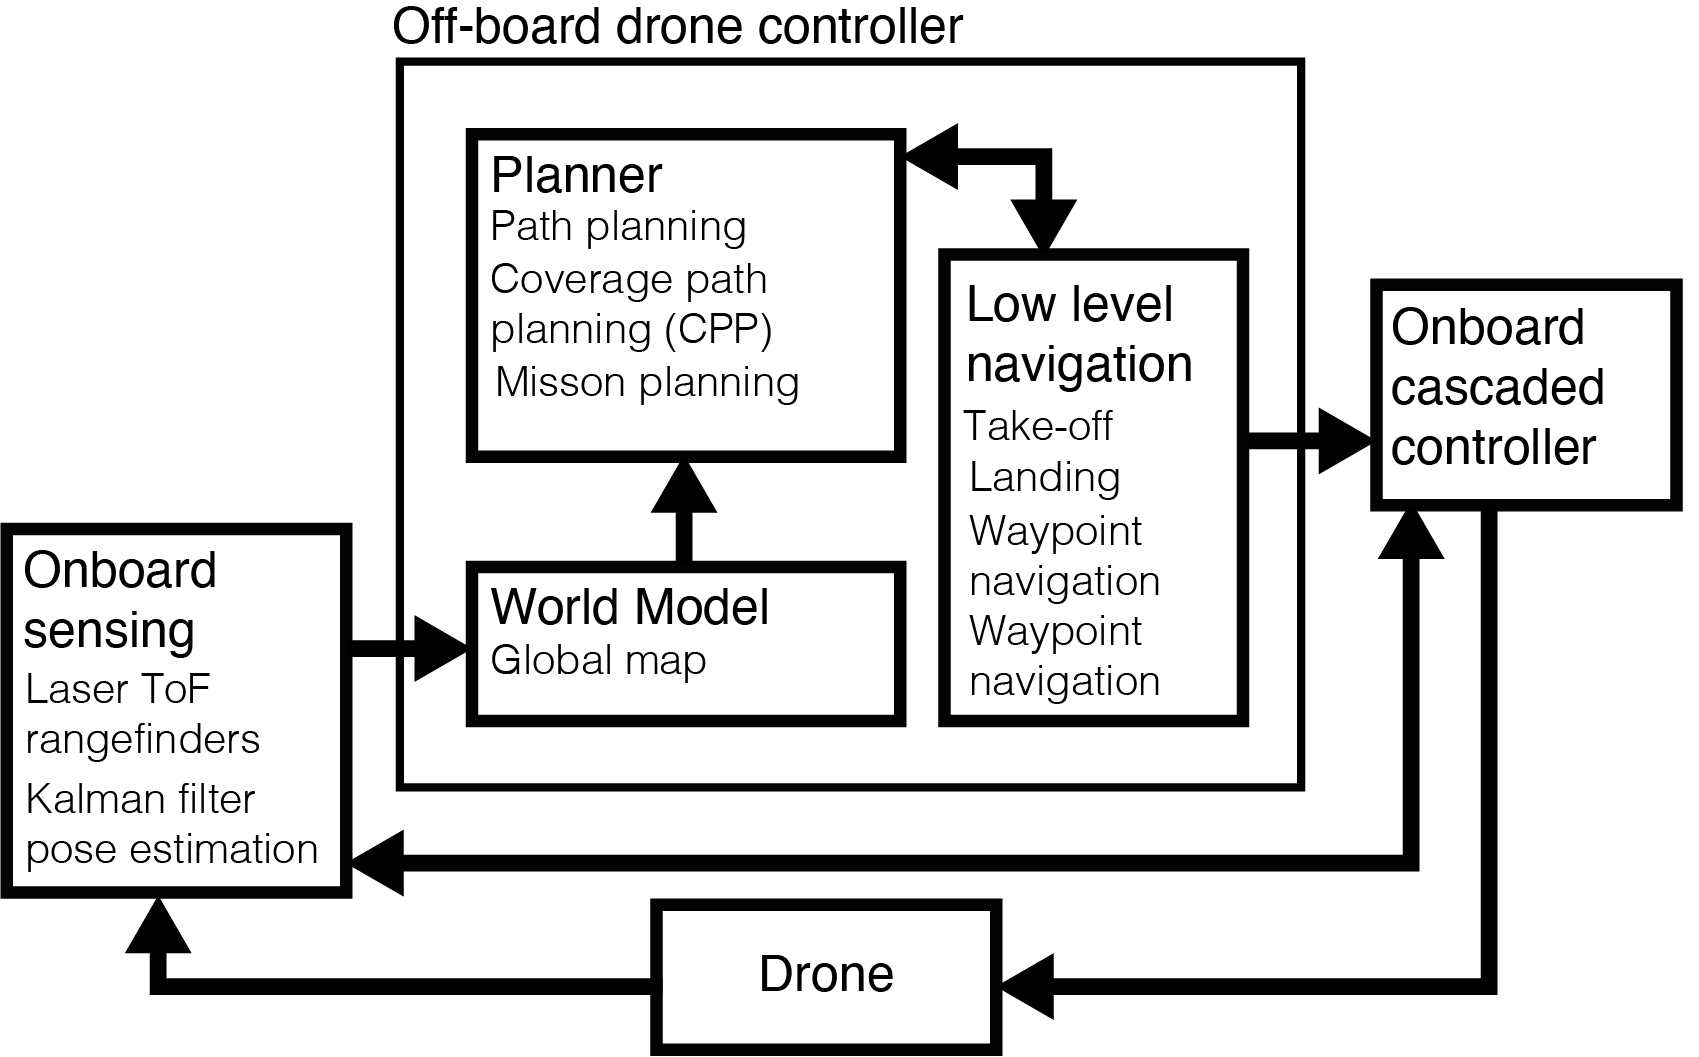 Off-board drone controller
Planner
Path planning
Coverage path
planning (CPP)
Misson planning
Low level
navigation
Take-off
Landing
Waypoint
navigation
Waypoint
navigation
Onboard
cascaded
controller
World Model
Global map
Onboard
sensing
Laser ToF
rangefinders
Kalman filter
pose estimation
Drone